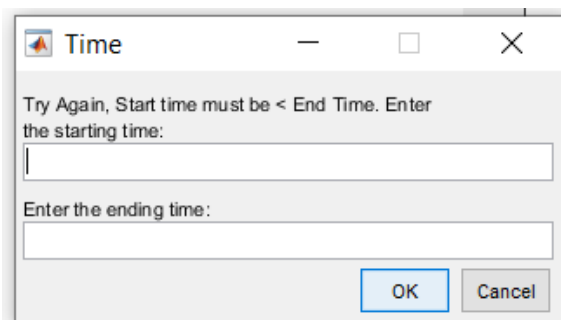 Time
Try Again, Start time must be < End Time. Enter
the starting time:
Enter the ending time:
OK Cancel